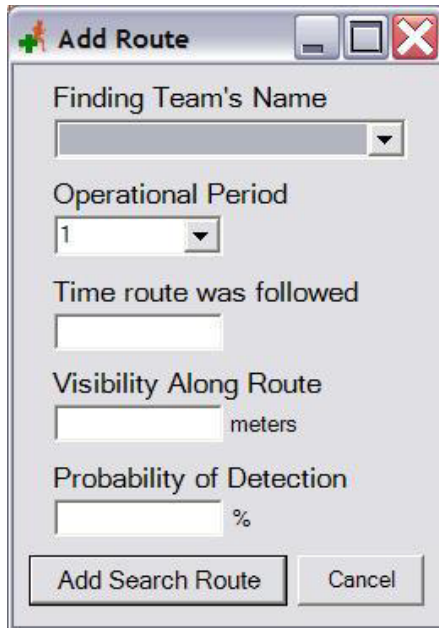 Add Route
Finding Team's Name
Operational Period
1
Time route was followed
Visibility Along Route
meters
Probability of Detection
%
Add Search Route Cancel